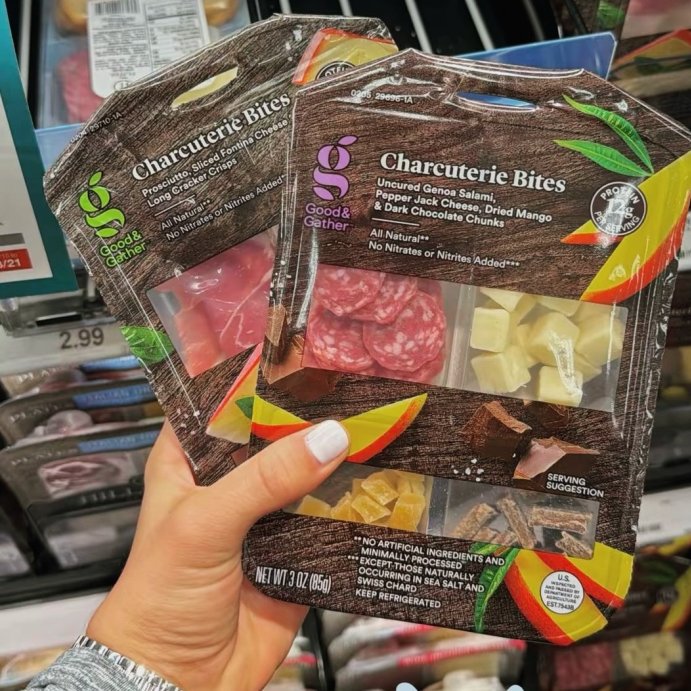 Charcuterie Bites
Prosciutto, Sliced Fontina Cheese
Long Cracker Crisps
All Natural**
No Nitrates or Nitrites Added
g
Good&
Gather
2.99
Charcuterie Bites
Uncured Genoa Salami,
Pepper Jack Cheese, Dried Mango
& Dark Chocolate Chunks
All Natural**
No Nitrates or Nitrites Added***
g
Good&
Gather
PROTEIN
12g
PER SERVING
SERVING
SUGGESTION
**NO ARTIFICIAL INGREDIENTS AND
MINIMALLY PROCESSED
***EXCEPT THOSE NATURALLY
OCCURRING IN SEA SALT AND
SWISS CHARD
KEEP REFRIGERATED
NET WT 3 OZ (85g)
U.S.
INSPECTED
AND PASSED BY
DEPARTMENT OF
AGRICULTURE
EST.7543B